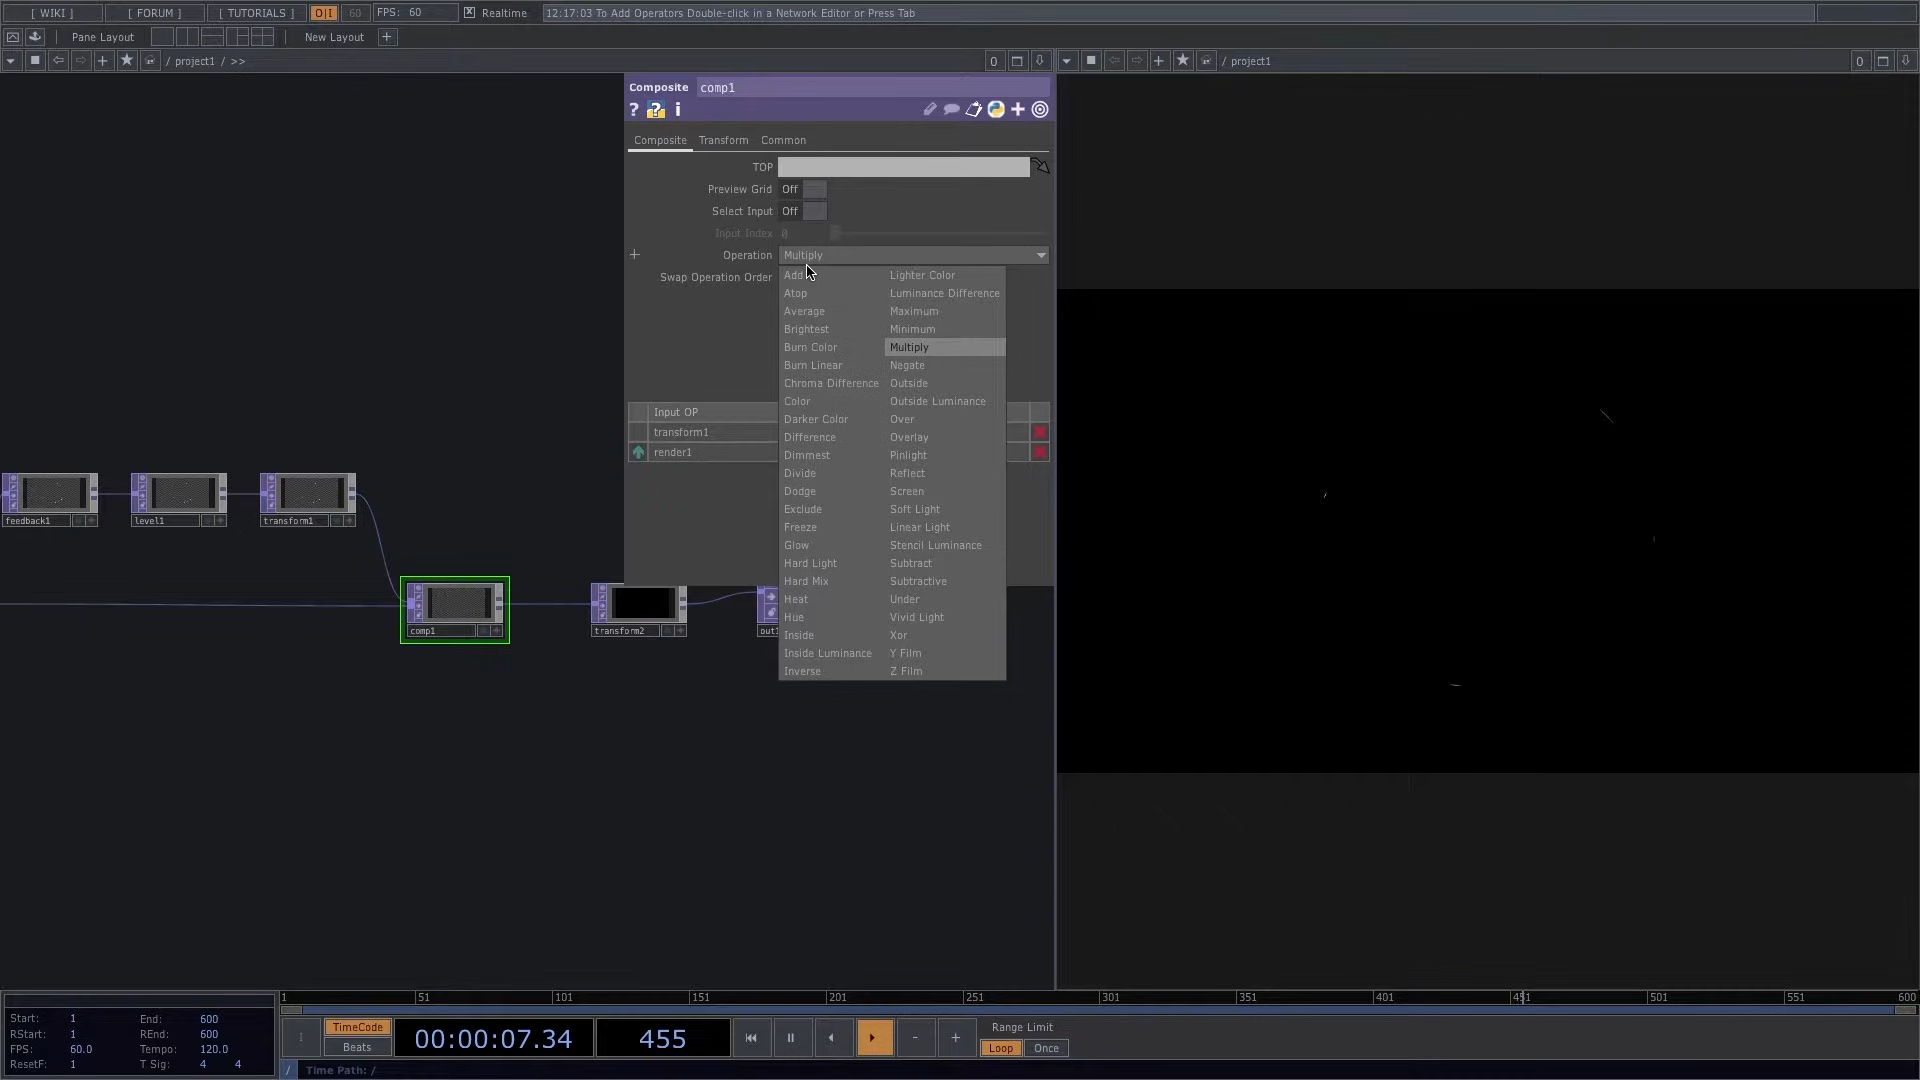 [ WIKI ] [ FORUM ] [ TUTORIALS ] O|I 60 FPS: 60 Realtime 12:17:03 To Add Operators Double-click in a Network Editor or Press Tab
Pane Layout New Layout +
/ project1 / >> 0
/ project1 0
Composite comp1
? ? i
Composite Transform Common
TOP
Preview Grid Off
Select Input Off
Input Index 0
+ Operation Multiply
Swap Operation Order
Add Lighter Color
Atop Luminance Difference
Average Maximum
Brightest Minimum
Burn Color Multiply
Burn Linear Negate
Chroma Difference Outside
Color Outside Luminance
Darker Color Over
Difference Overlay
Dimmest Pinlight
Divide Reflect
Dodge Screen
Exclude Soft Light
Freeze Linear Light
Glow Stencil Luminance
Hard Light Subtract
Hard Mix Subtractive
Heat Under
Hue Vivid Light
Inside Xor
Inside Luminance Y Film
Inverse Z Film
Input OP
transform1
render1
feedback1 level1 transform1
comp1 transform2 out1
1 51 101 151 201 251 301 351 401 451 501 551 600
Start: 1 End: 600
RStart: 1 REnd: 600
FPS: 60.0 Tempo: 120.0
ResetF: 1 T Sig: 4 4
TimeCode
Beats
00:00:07.34 455
Range Limit
Loop Once
/ Time Path: /